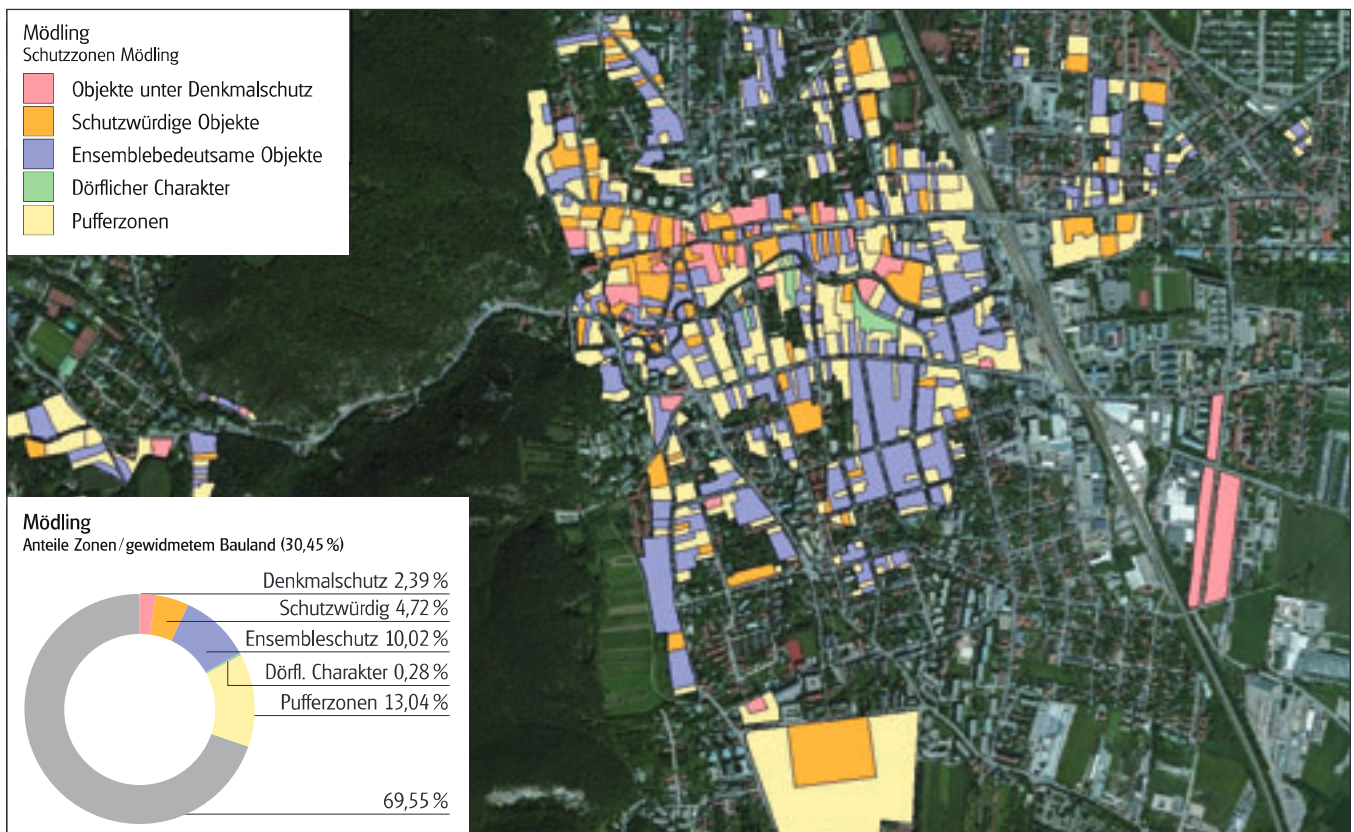 Mödling
Schutzzonen Mödling
Objekte unter Denkmalschutz
Schutzwürdige Objekte
Ensemblebedeutsame Objekte
Dörflicher Charakter
Pufferzonen
Mödling
Anteile Zonen/gewidmetem Bauland (30,45 %)
Denkmalschutz 2,39 %
Schutzwürdig 4,72 %
Ensembleschutz 10,02 %
Dörfl. Charakter 0,28 %
Pufferzonen 13,04 %
69,55 %